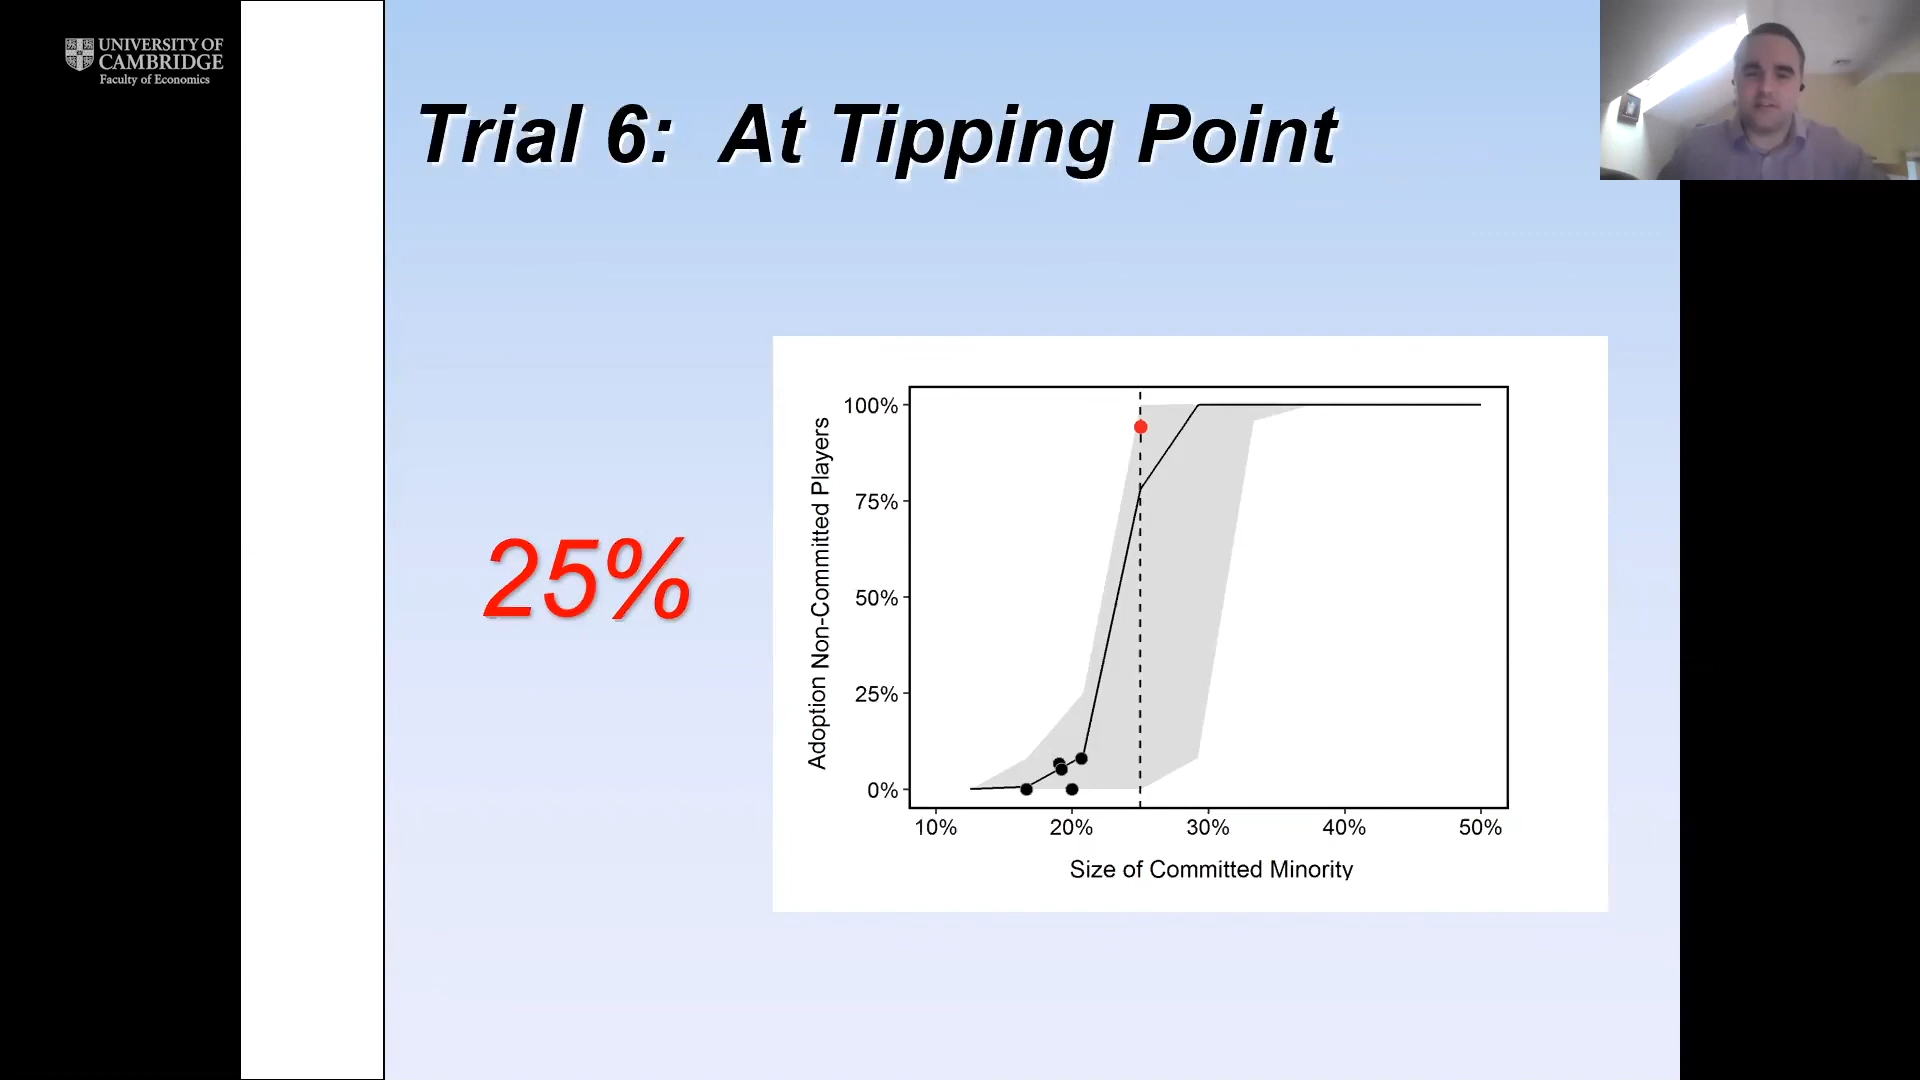 UNIVERSITY OF
CAMBRIDGE
Faculty of Economics
Trial 6: At Tipping Point
25%
Adoption Non-Committed Players
100%
75%
50%
25%
0%
10% 20% 30% 40% 50%
Size of Committed Minority